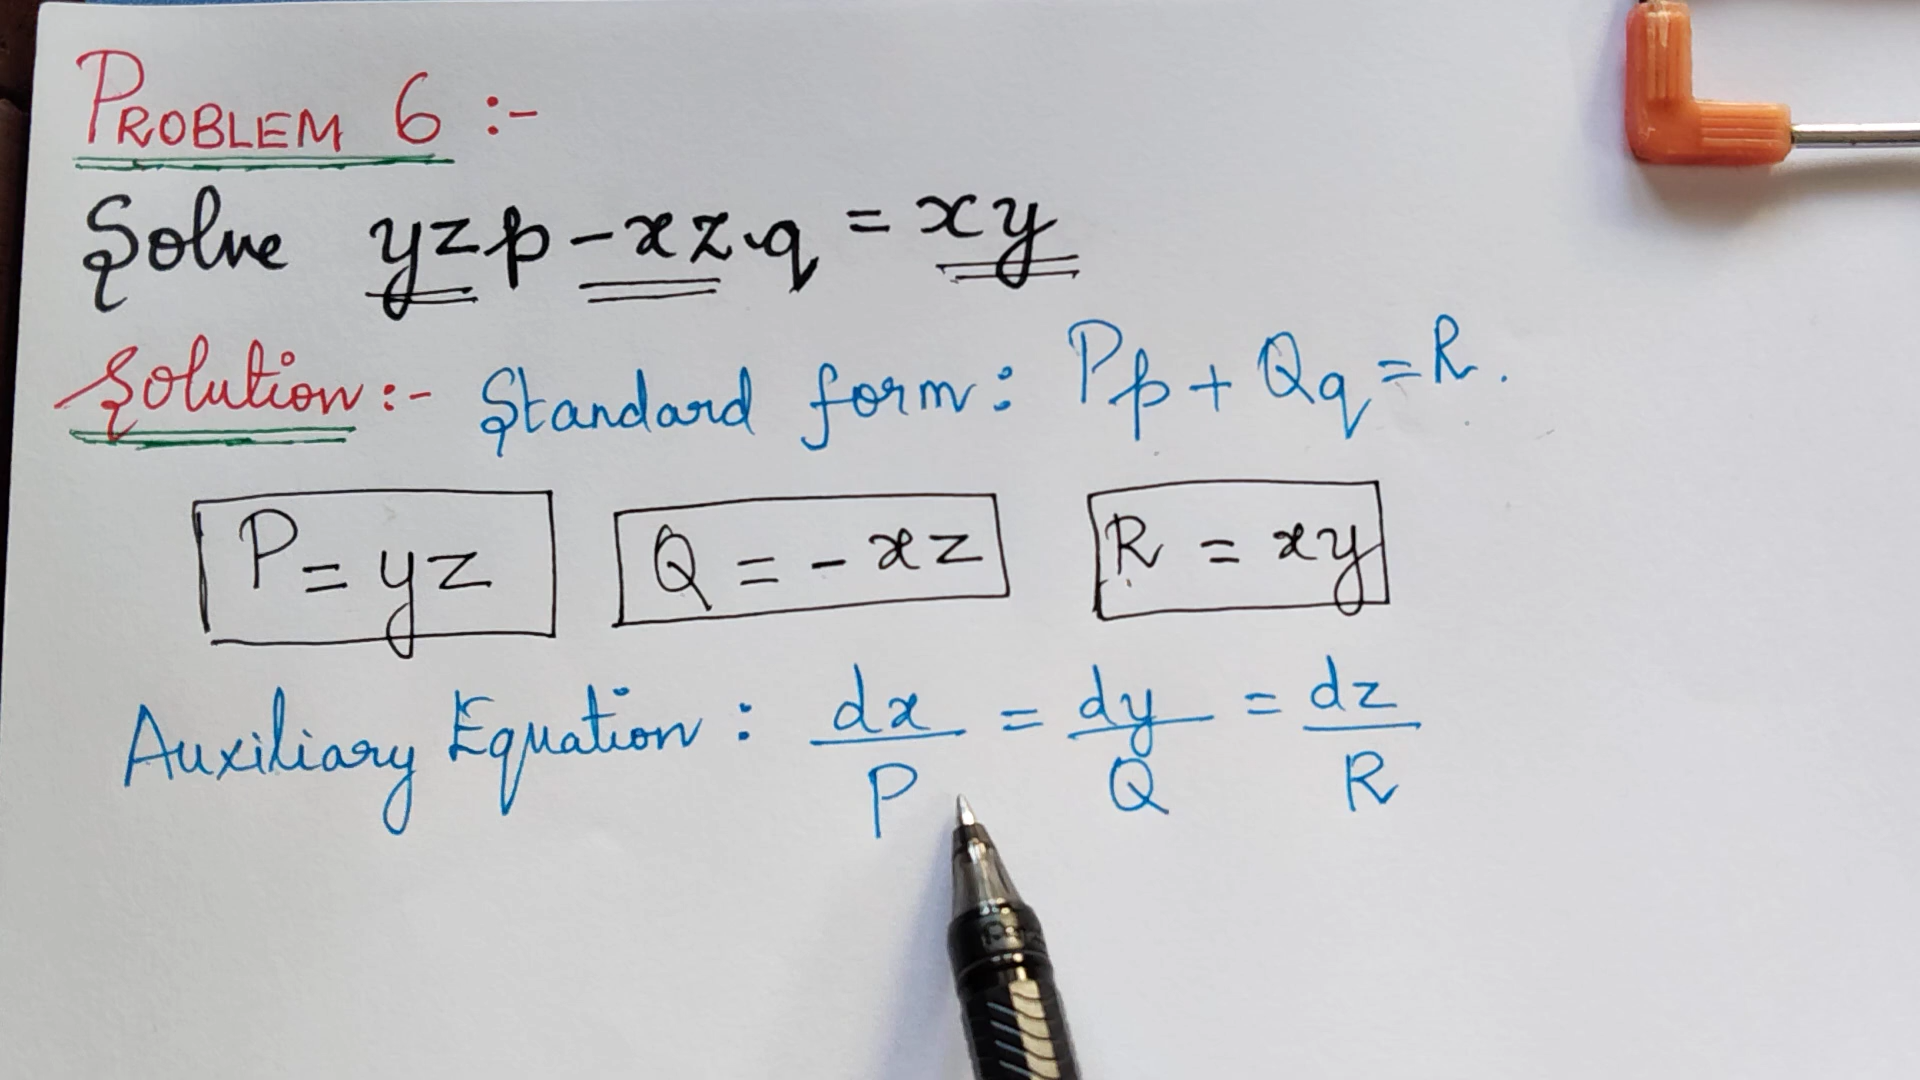 PROBLEM 6 :-
Solve yzp - xzq = xy
Solution :- Standard form : Pp + Qq = R.
P = yz Q = - xz R = xy
Auxiliary Equation : dx/P = dy/Q = dz/R